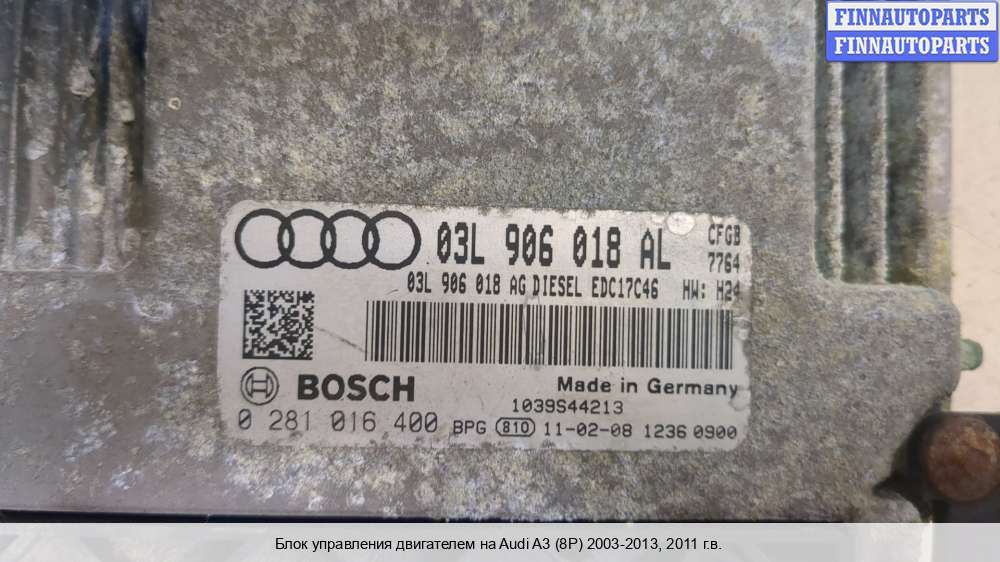 FINNAUTOPARTS
FINNAUTOPARTS
03L 906 018 AL
CFGB
7764
03L 906 018 AG DIESEL EDC17C46 HW: H24
BOSCH
Made in Germany
1039S44213
0 281 016 400 BPG 810 11-02-08 1236 0900
Блок управления двигателем на Audi A3 (8P) 2003-2013, 2011 г.в.